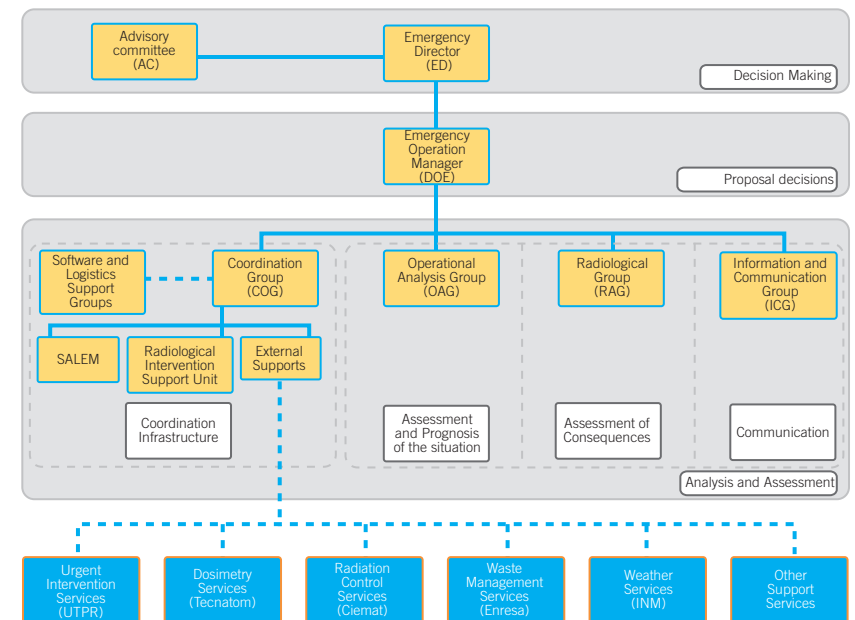 Advisory
committee
(AC)
Emergency
Director
(ED)
Decision Making
Emergency
Operation
Manager
(DOE)
Proposal decisions
Software and
Logistics
Support
Groups
Coordination
Group
(COG)
Operational
Analysis Group
(OAG)
Radiological
Group
(RAG)
Information and
Communication
Group
(ICG)
SALEM
Radiological
Intervention
Support Unit
External
Supports
Coordination
Infrastructure
Assessment
and Prognosis
of the situation
Assessment of
Consequences
Communication
Analysis and Assessment
Urgent
Intervention
Services
(UTPR)
Dosimetry
Services
(Tecnatom)
Radiation
Control
Services
(Ciemat)
Waste
Management
Services
(Enresa)
Weather
Services
(INM)
Other
Support
Services